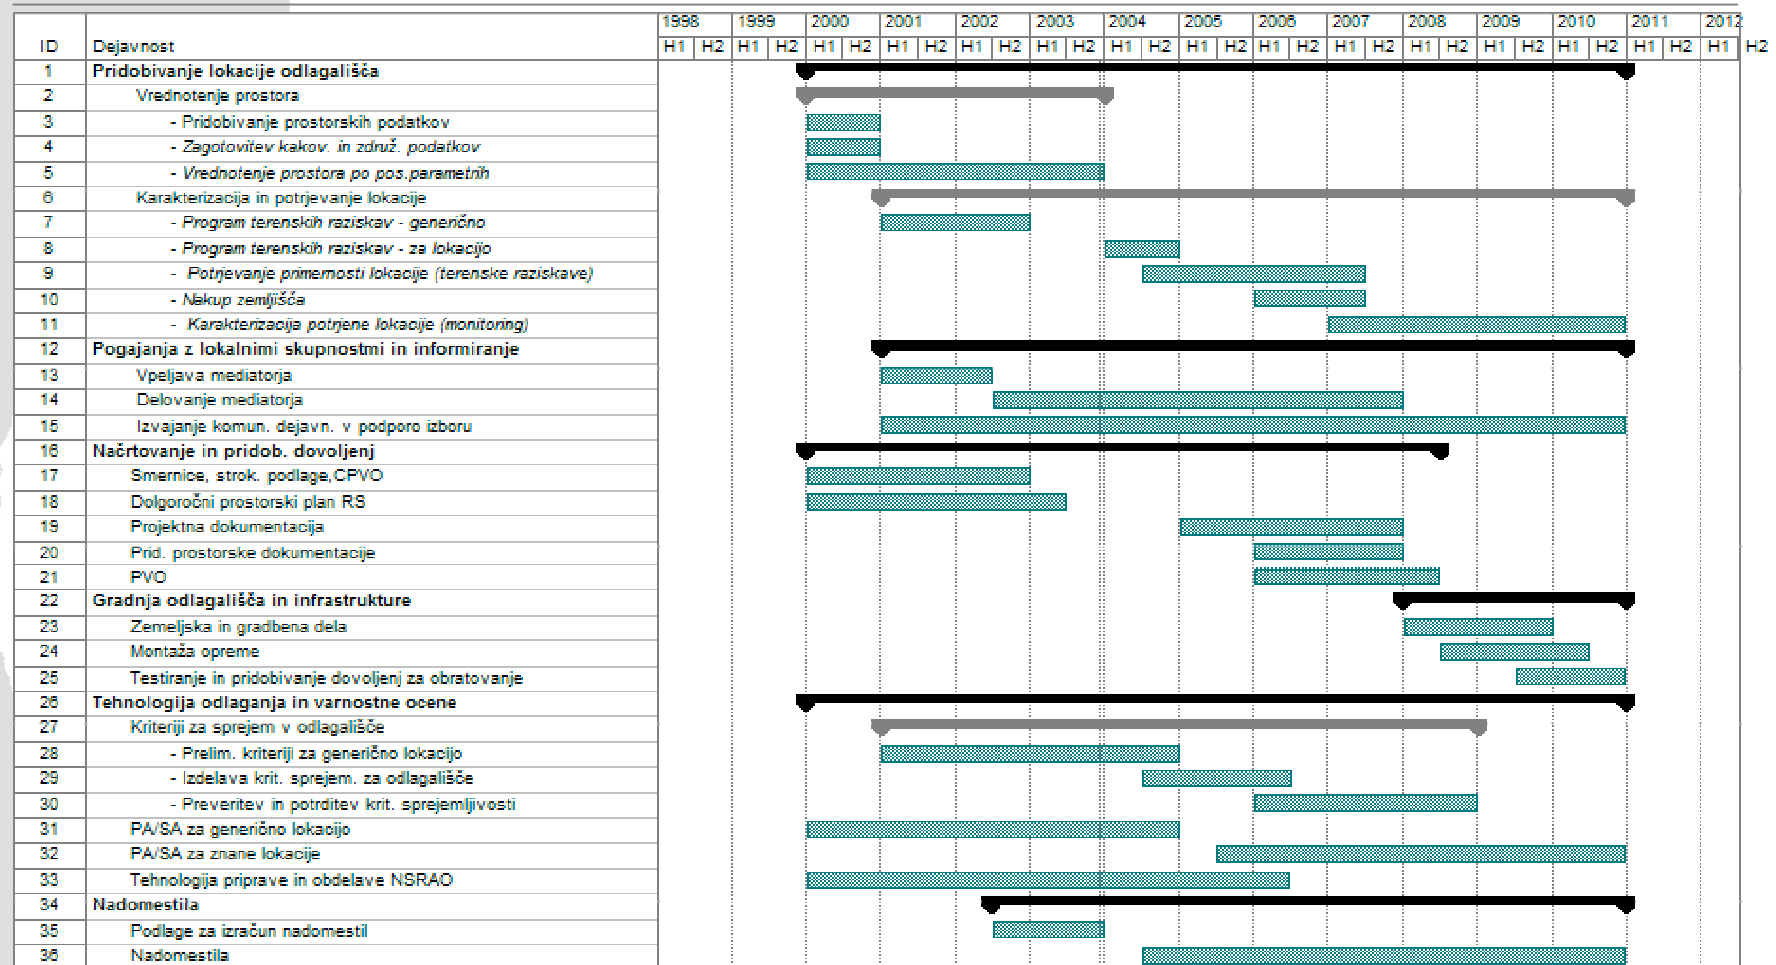 1998 1999 2000 2001 2002 2003 2004 2005 2006 2007 2008 2009 2010 2011 2012
ID Dejavnost H1 H2 H1 H2 H1 H2 H1 H2 H1 H2 H1 H2 H1 H2 H1 H2 H1 H2 H1 H2 H1 H2 H1 H2 H1 H2 H1 H2 H1 H2
1 Pridobivanje lokacije odlagališča
2 Vrednotenje prostora
3 - Pridobivanje prostorskih podatkov
4 - Zagotovitev kakov. in združ. podatkov
5 - Vrednotenje prostora po pos.parametrih
6 Karakterizacija in potrjevanje lokacije
7 - Program terenskih raziskav - generično
8 - Program terenskih raziskav - za lokacijo
9 - Potrjevanje primernosti lokacije (terenske raziskave)
10 - Nakup zemljišča
11 - Karakterizacija potrjene lokacije (monitoring)
12 Pogajanja z lokalnimi skupnostmi in informiranje
13 Vpeljava mediatorja
14 Delovanje mediatorja
15 Izvajanje komun. dejavn. v podporo izboru
16 Načrtovanje in pridob. dovoljenj
17 Smernice, strok. podlage,CPVO
18 Dolgoročni prostorski plan RS
19 Projektna dokumentacija
20 Prid. prostorske dokumentacije
21 PVO
22 Gradnja odlagališča in infrastrukture
23 Zemeljska in gradbena dela
24 Montaža opreme
25 Testiranje in pridobivanje dovoljenj za obratovanje
26 Tehnologija odlaganja in varnostne ocene
27 Kriteriji za sprejem v odlagališče
28 - Prelim. kriteriji za generično lokacijo
29 - Izdelava krit. sprejem. za odlagališče
30 - Preveritev in potrditev krit. sprejemljivosti
31 PA/SA za generično lokacijo
32 PA/SA za znane lokacije
33 Tehnologija priprave in obdelave NSRAO
34 Nadomestila
35 Podlage za izračun nadomestil
36 Nadomestila